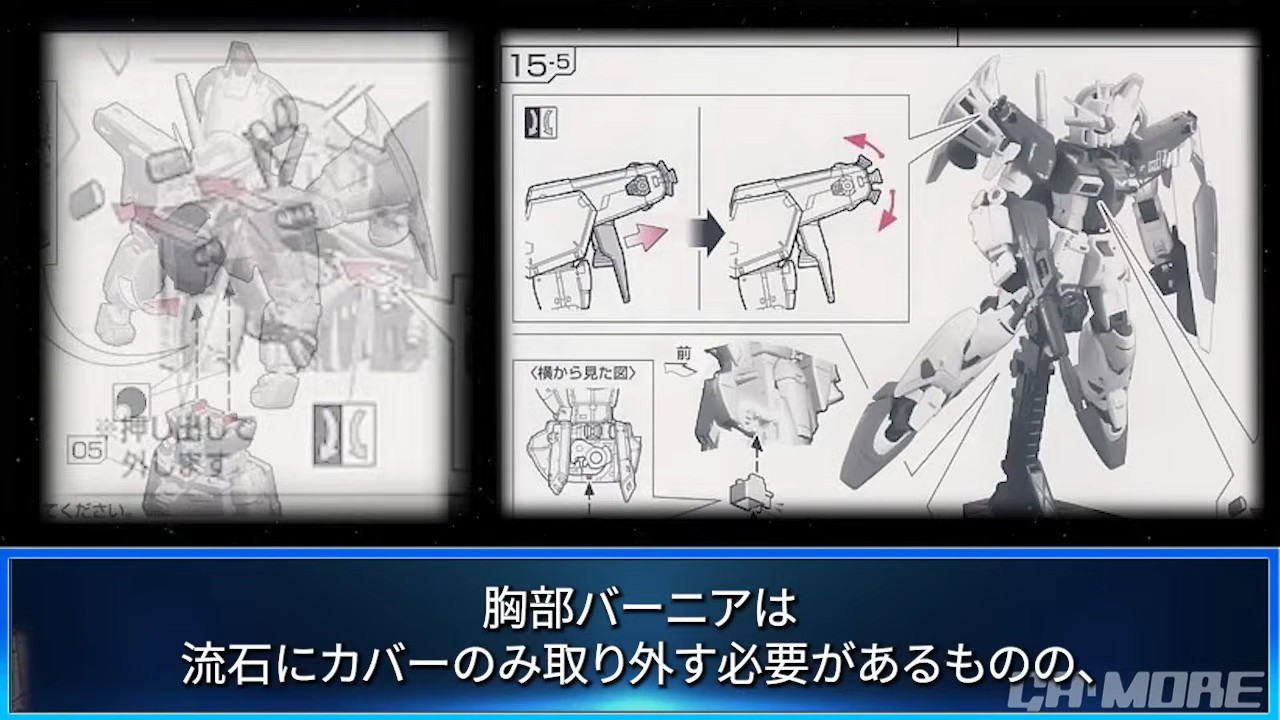 15-5
前
〈横から見た図〉
※押し出して
外します
05
てください。
胸部バーニアは
流石にカバーのみ取り外す必要があるものの、
GA·MORE